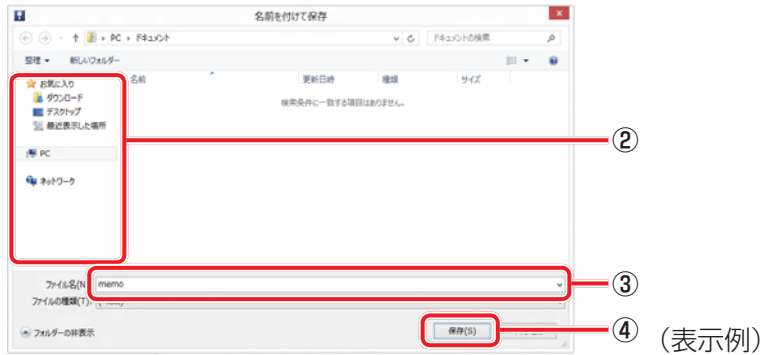 名前を付けて保存
PC ▸ ドキュメント
ドキュメントの検索
整理 ▾ 新しいフォルダー
お気に入り
ダウンロード
デスクトップ
最近表示した場所
PC
ネットワーク
名前 更新日時 種類 サイズ
検索条件に一致する項目はありません。
②
ファイル名(N memo
③
ファイルの種類(T):
フォルダーの非表示
保存(S)
④
(表示例)